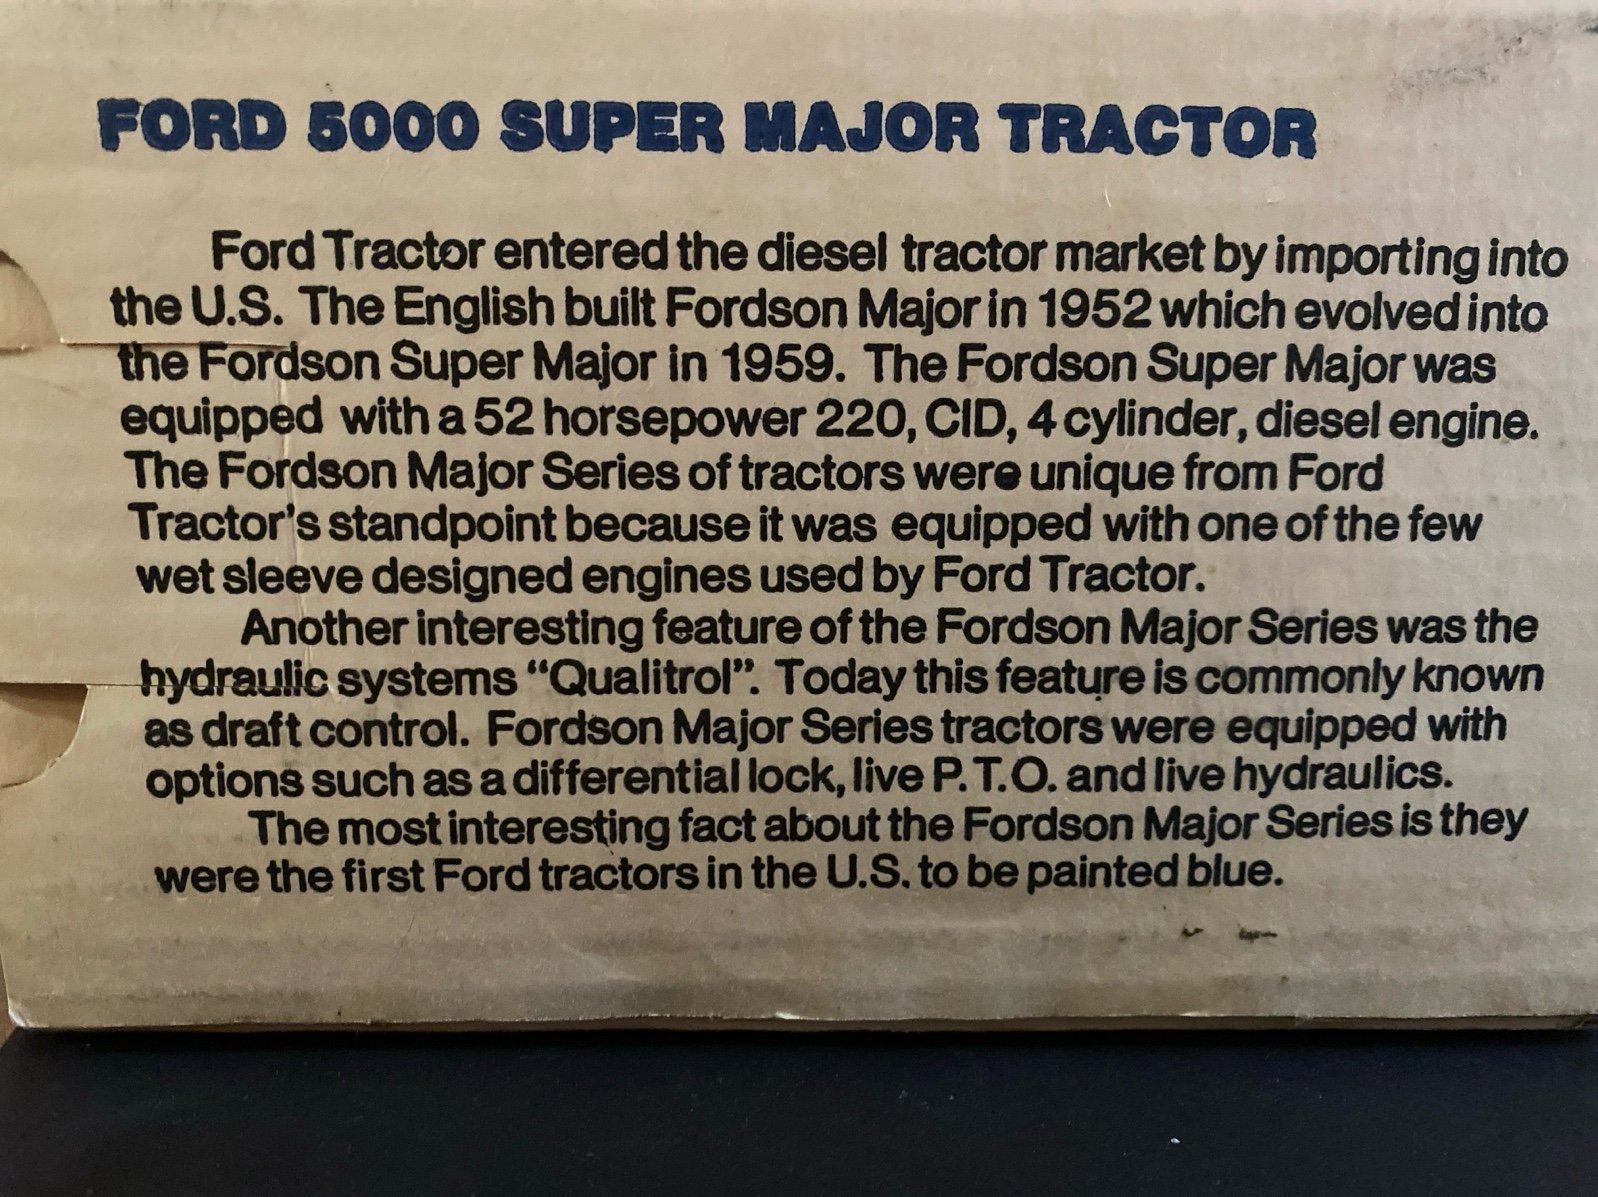 FORD 5000 SUPER MAJOR TRACTOR
Ford Tractor entered the diesel tractor market by importing into
the U.S. The English built Fordson Major in 1952 which evolved into
the Fordson Super Major in 1959. The Fordson Super Major was
equipped with a 52 horsepower 220, CID, 4 cylinder, diesel engine.
The Fordson Major Series of tractors were unique from Ford
Tractor's standpoint because it was equipped with one of the few
wet sleeve designed engines used by Ford Tractor.
Another interesting feature of the Fordson Major Series was the
hydraulic systems “Qualitrol”. Today this feature is commonly known
as draft control. Fordson Major Series tractors were equipped with
options such as a differential lock, live P.T.O. and live hydraulics.
The most interesting fact about the Fordson Major Series is they
were the first Ford tractors in the U.S. to be painted blue.